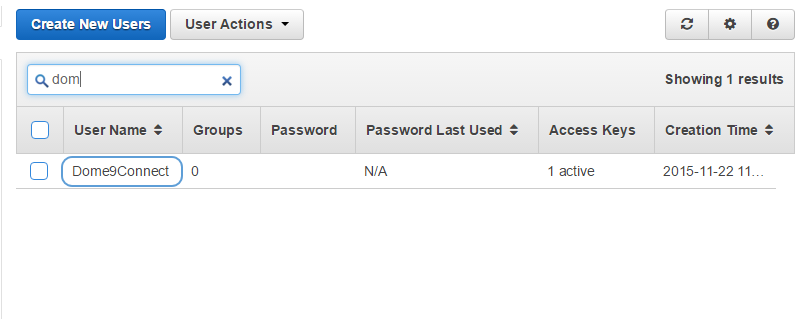 Create New Users User Actions
dom Showing 1 results
User Name Groups Password Password Last Used Access Keys Creation Time
Dome9Connect 0 N/A 1 active 2015-11-22 11...